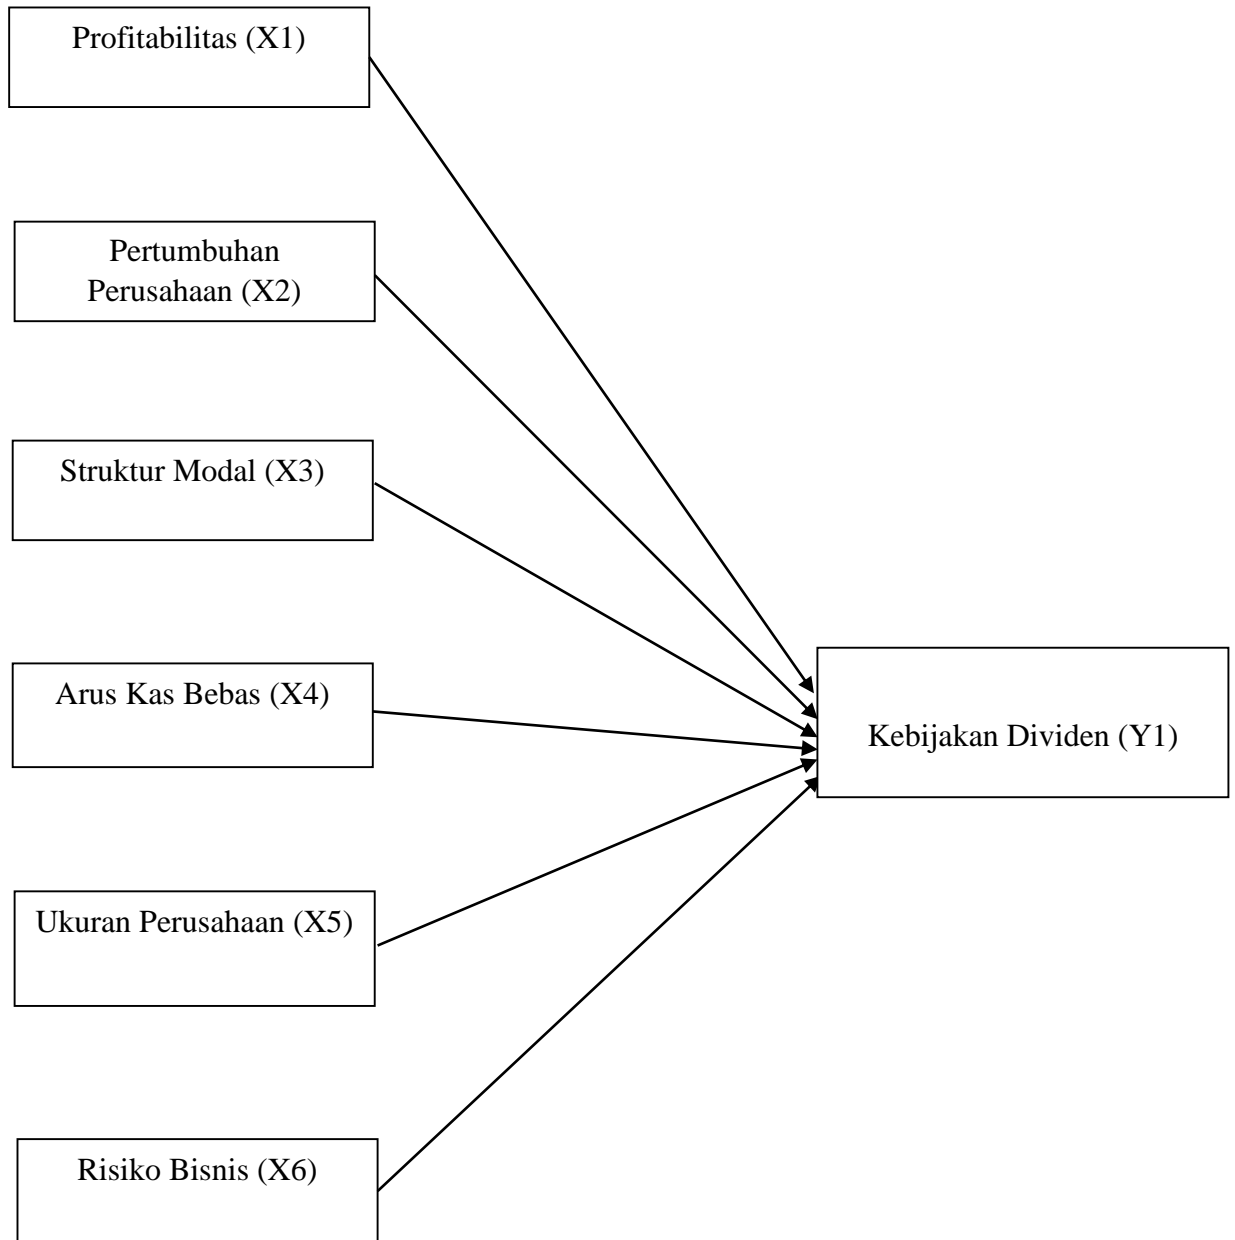 Profitabilitas (X1)
Pertumbuhan
Perusahaan (X2)
Struktur Modal (X3)
Arus Kas Bebas (X4)
Kebijakan Dividen (Y1)
Ukuran Perusahaan (X5)
Risiko Bisnis (X6)